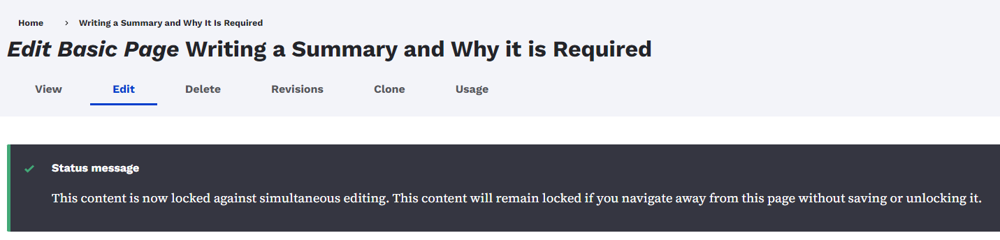 Home > Writing a Summary and Why It Is Required
Edit Basic Page Writing a Summary and Why it is Required
View Edit Delete Revisions Clone Usage
Status message
This content is now locked against simultaneous editing. This content will remain locked if you navigate away from this page without saving or unlocking it.